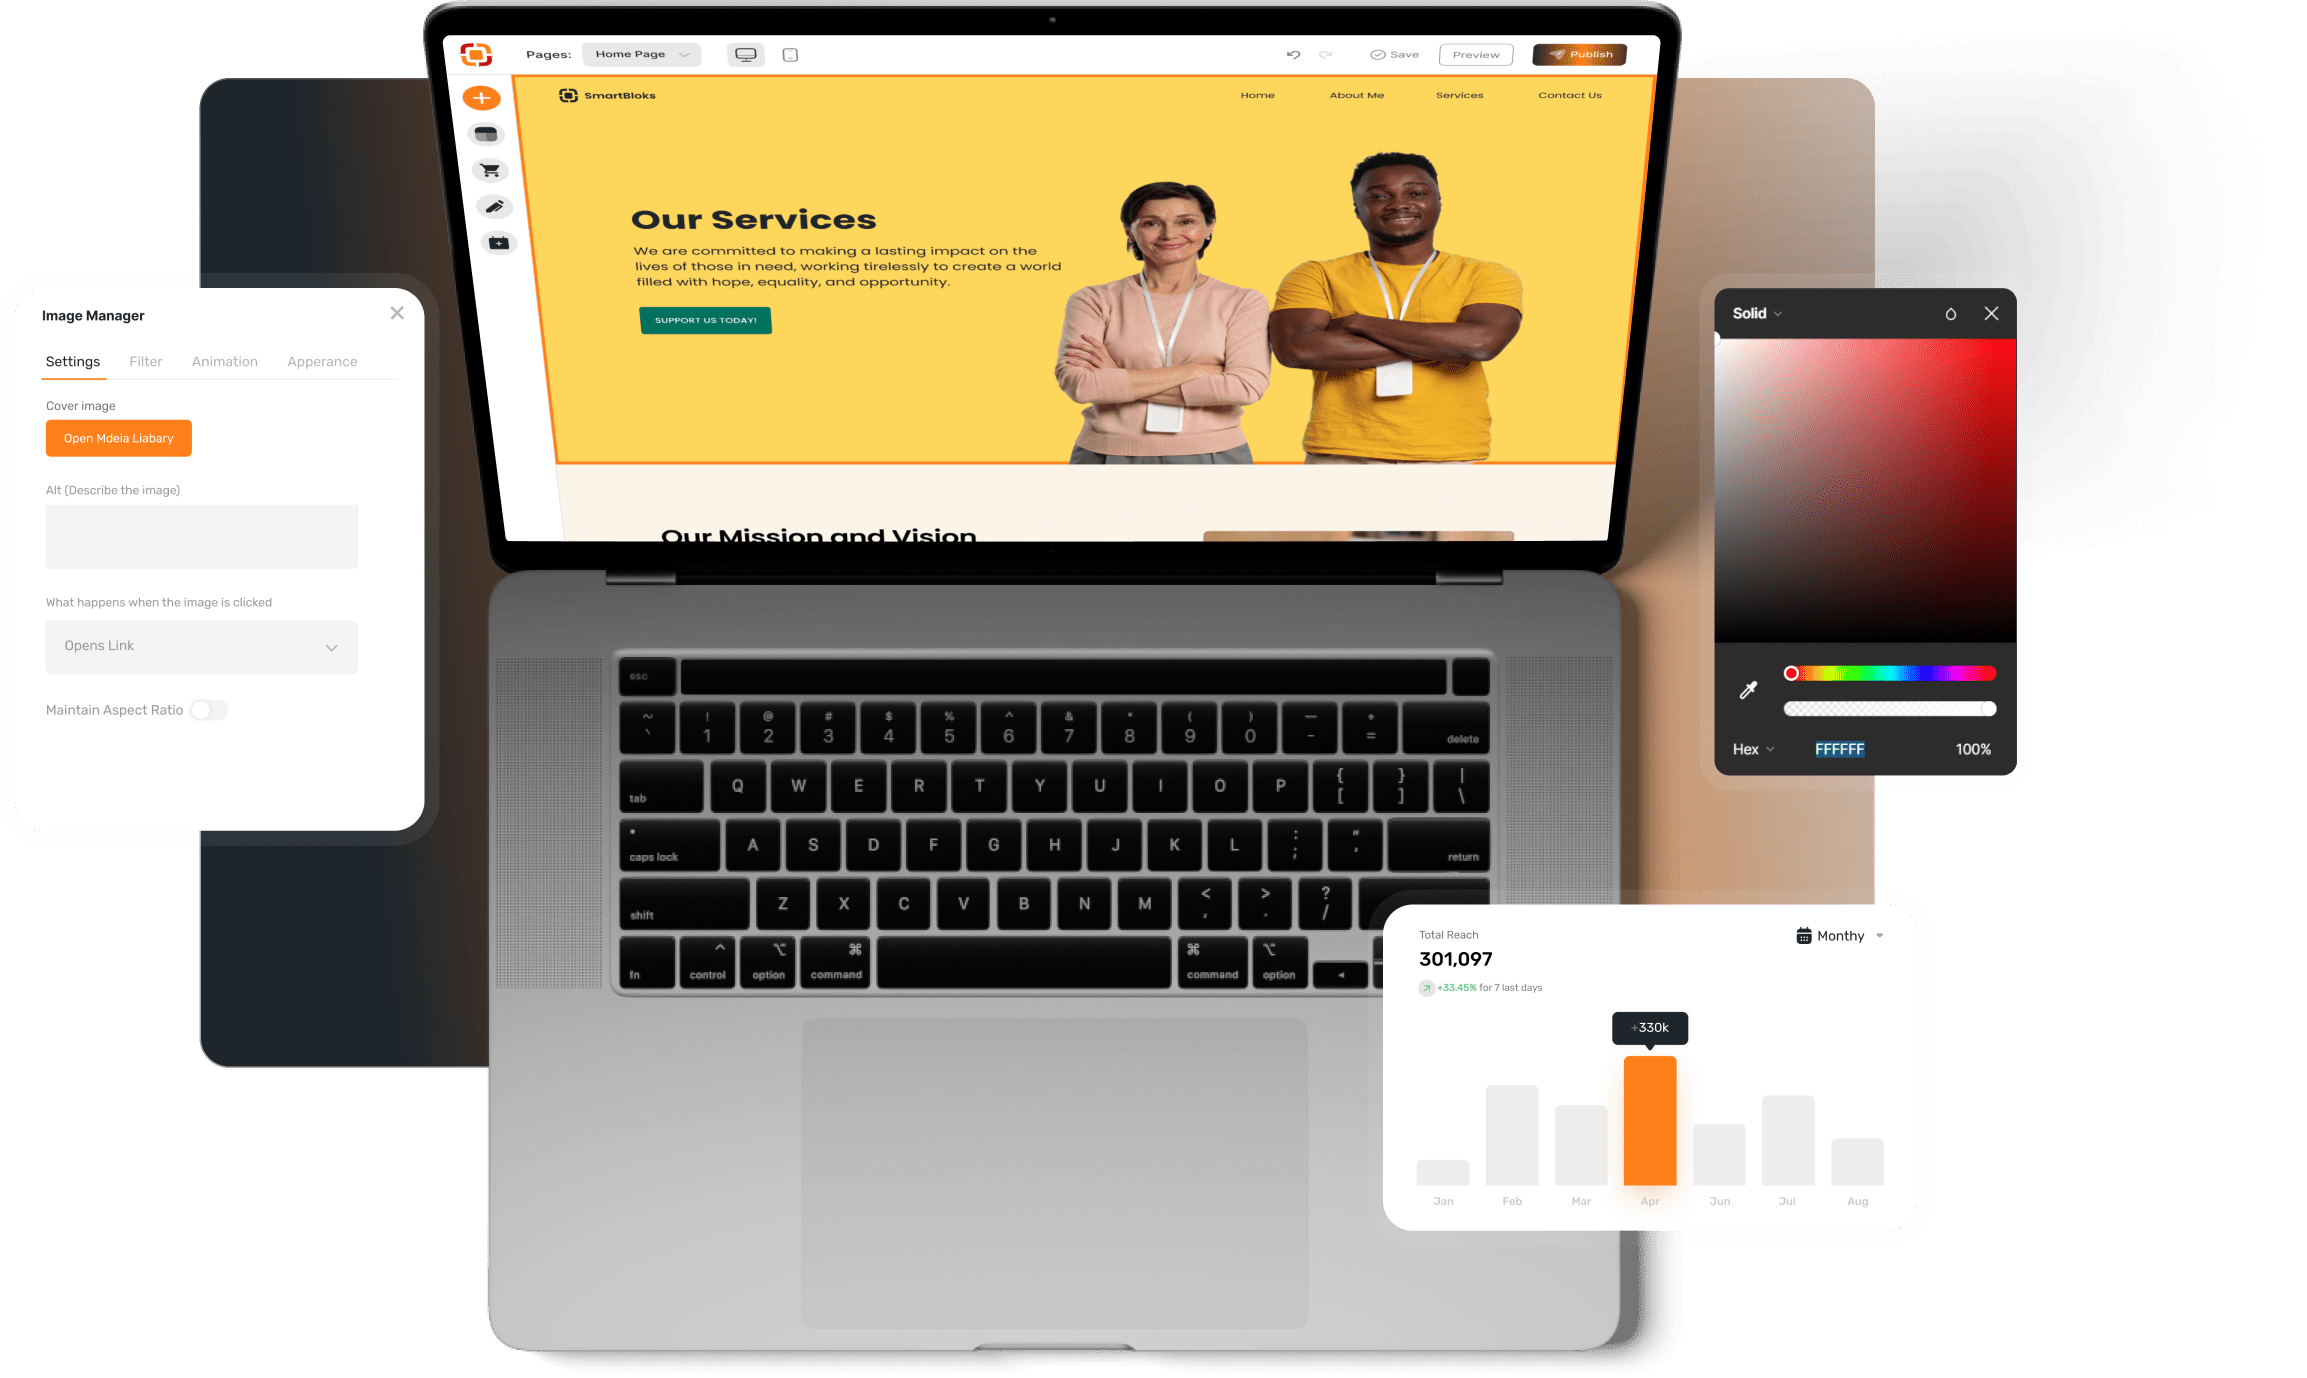 Pages:
Home Page
Save
Preview
Publish
SmartBloks
Home
About Me
Services
Contact Us
Our Services
We are committed to making a lasting impact on the
lives of those in need, working tirelessly to create a world
filled with hope, equality, and opportunity.
SUPPORT US TODAY!
Our Mission and Vision
Image Manager
Settings
Filter
Animation
Apperance
Cover image
Open Mdeia Liabary
Alt (Describe the image)
What happens when the image is clicked
Opens Link
Maintain Aspect Ratio
Solid
Hex
FFFFFF
100%
esc
~ ! @ # $ % ^ & * ( ) — +
` 1 2 3 4 5 6 7 8 9 0 - = delete
tab Q W E R T Y U I O P { [ } ] | \
caps lock A S D F G H J K L : ; " ' return
shift Z X C V B N M < , > . ? /
fn control option command command option
Total Reach
Monthy
301,097
+33.45% for 7 last days
+330k
Jan
Feb
Mar
Apr
Jun
Jul
Aug